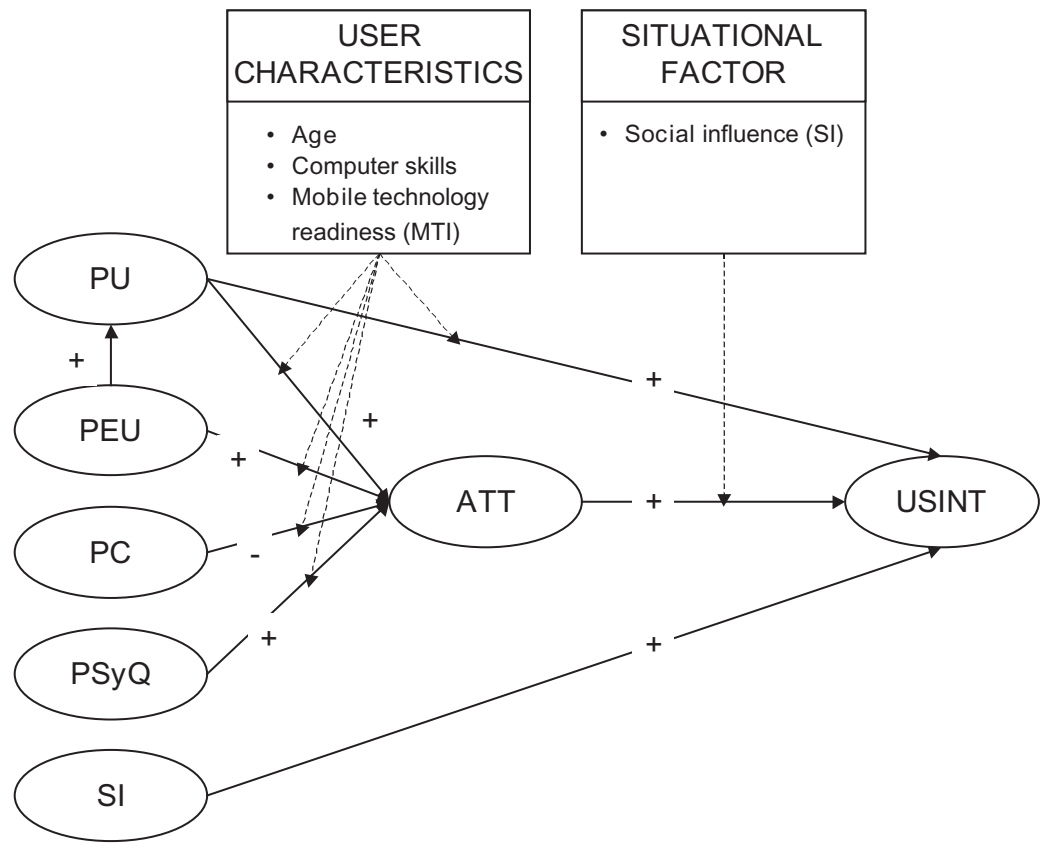 USER
CHARACTERISTICS
• Age
• Computer skills
• Mobile technology
readiness (MTI)
SITUATIONAL
FACTOR
• Social influence (SI)
PU
+
PEU
+
+
+
PC
-
PSyQ
+
SI
ATT
+
USINT
+